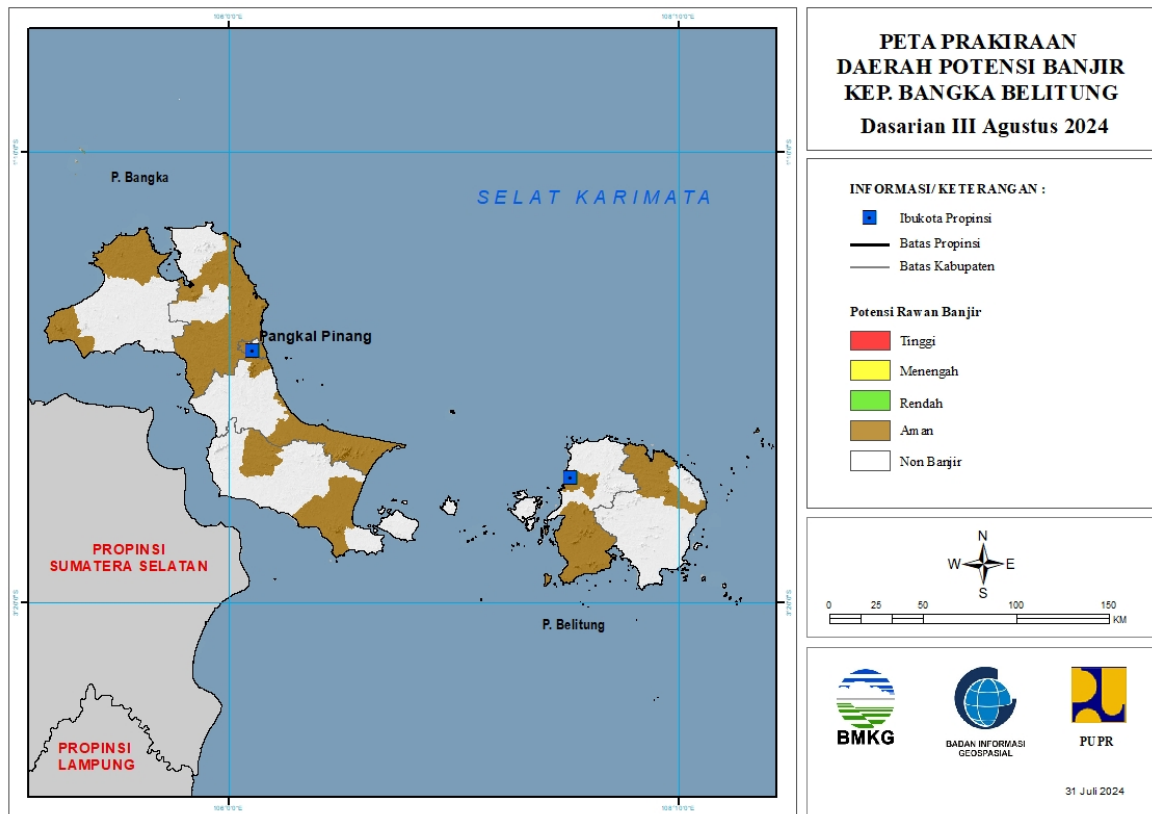 PETA PRAKIRAAN
DAERAH POTENSI BANJIR
KEP. BANGKA BELITUNG
Dasarian III Agustus 2024
P. Bangka
SELAT KARIMATA
Pangkal Pinang
PROPINSI
SUMATERA SELATAN
P. Belitung
PROPINSI
LAMPUNG
INFORMASI/ KETERANGAN :
Ibukota Propinsi
Batas Propinsi
Batas Kabupaten
Potensi Rawan Banjir
Tinggi
Menengah
Rendah
Aman
Non Banjir
N
W E
S
0 25 50 100 150
KM
BMKG
BADAN INFORMASI
GEOSPASIAL
PUPR
31 Juli 2024